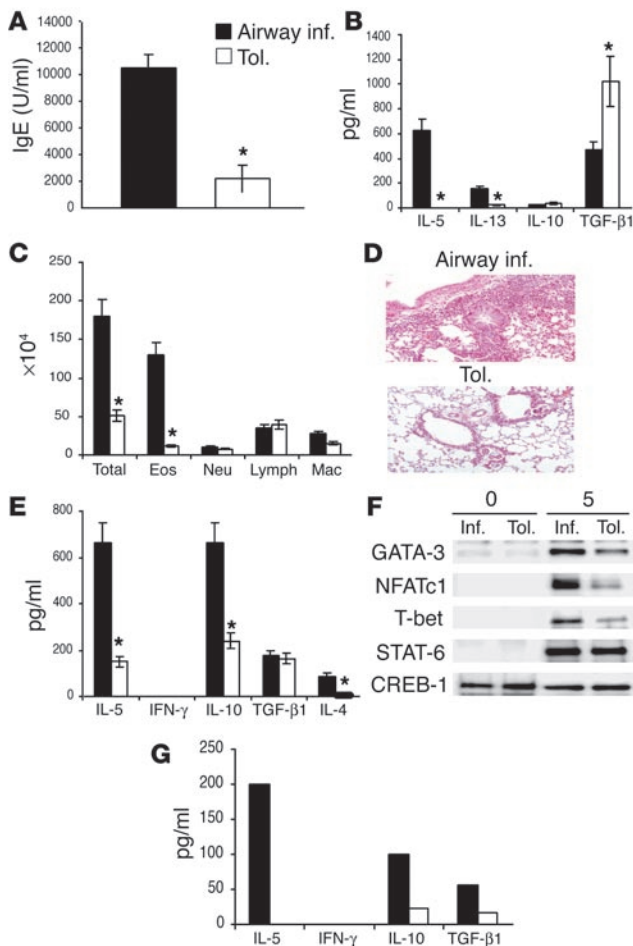 A
IgE (U/ml)
14000
12000
10000
8000
6000
4000
2000
0
Airway inf.
Tol.
*
B
pg/ml
1400
1200
1000
800
600
400
200
0
*
*
*
IL-5 IL-13 IL-10 TGF-β1
C
×10⁴
250
200
150
100
50
0
*
*
Total Eos Neu Lymph Mac
D
Airway inf.
Tol.
E
pg/ml
800
600
400
200
0
*
*
*
IL-5 IFN-γ IL-10 TGF-β1 IL-4
F
0 5
Inf. Tol. Inf. Tol.
GATA-3
NFATc1
T-bet
STAT-6
CREB-1
G
pg/ml
250
200
150
100
50
0
IL-5 IFN-γ IL-10 TGF-β1